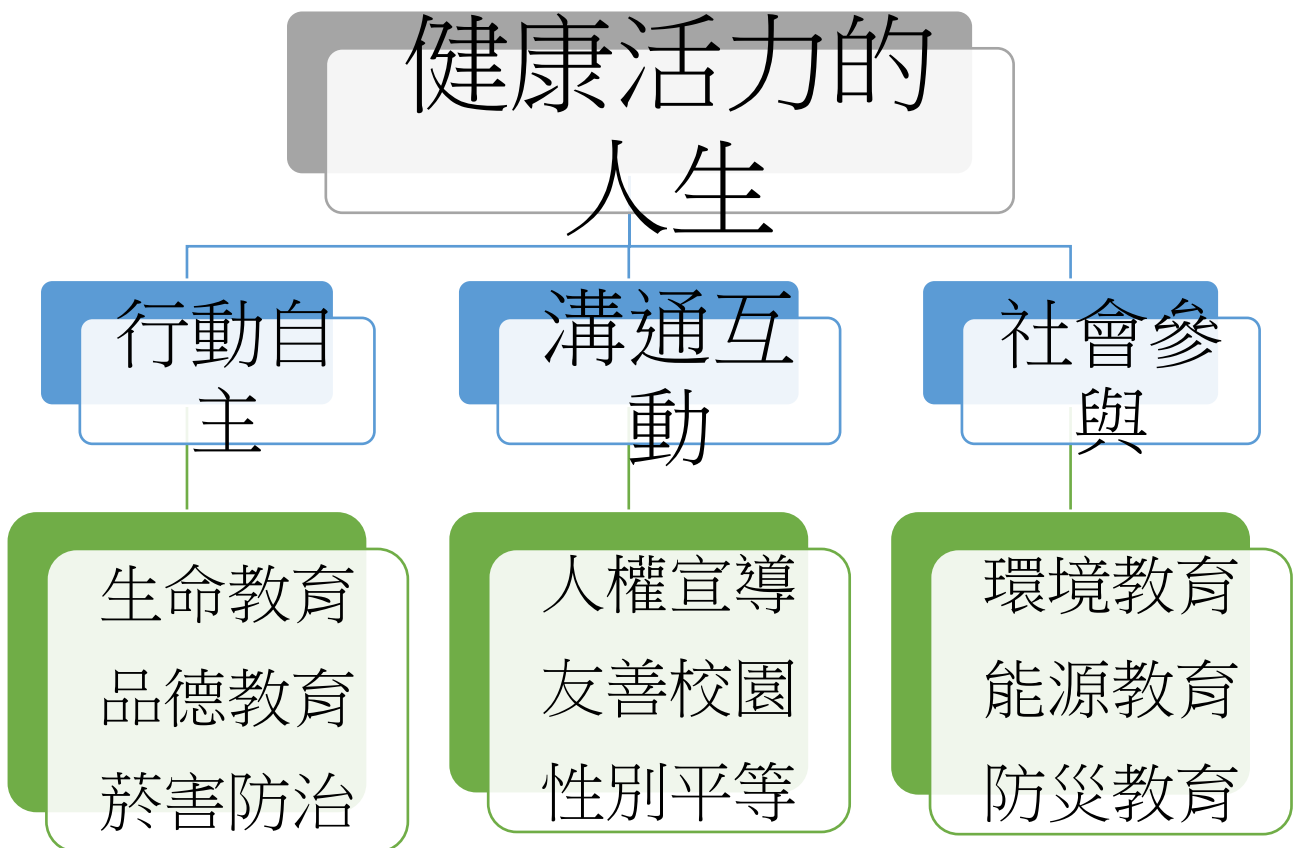 健康活力的
人生
行動自
主
溝通互
動
社會參
與
生命教育
品德教育
菸害防治
人權宣導
友善校園
性別平等
環境教育
能源教育
防災教育